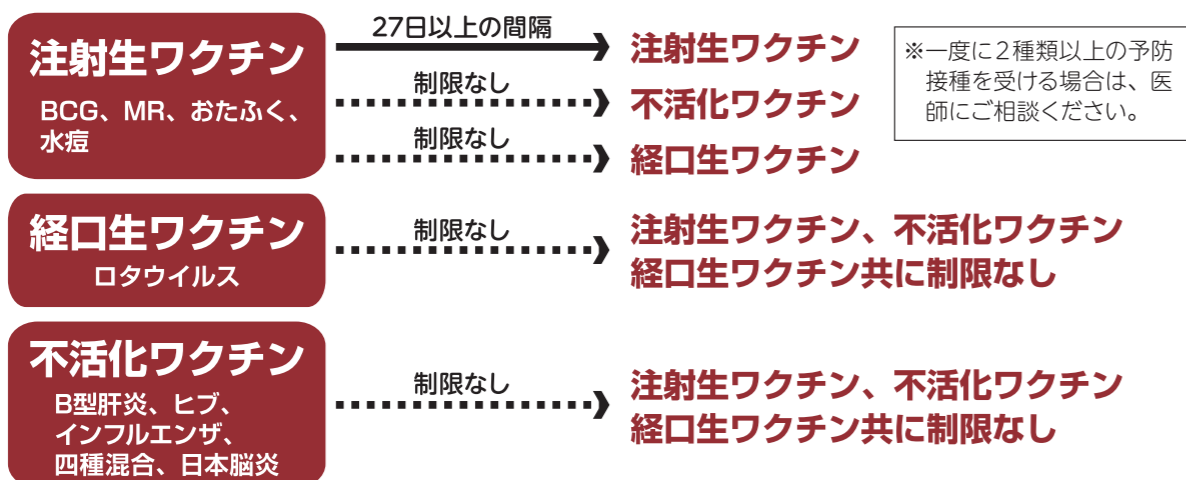 注射生ワクチン
BCG、MR、おたふく、
水痘
27日以上の間隔
注射生ワクチン
制限なし
不活化ワクチン
制限なし
経口生ワクチン
※一度に2種類以上の予防
接種を受ける場合は、医
師にご相談ください。
経口生ワクチン
ロタウイルス
制限なし
注射生ワクチン、不活化ワクチン
経口生ワクチン共に制限なし
不活化ワクチン
B型肝炎、ヒブ、
インフルエンザ、
四種混合、日本脳炎
制限なし
注射生ワクチン、不活化ワクチン
経口生ワクチン共に制限なし